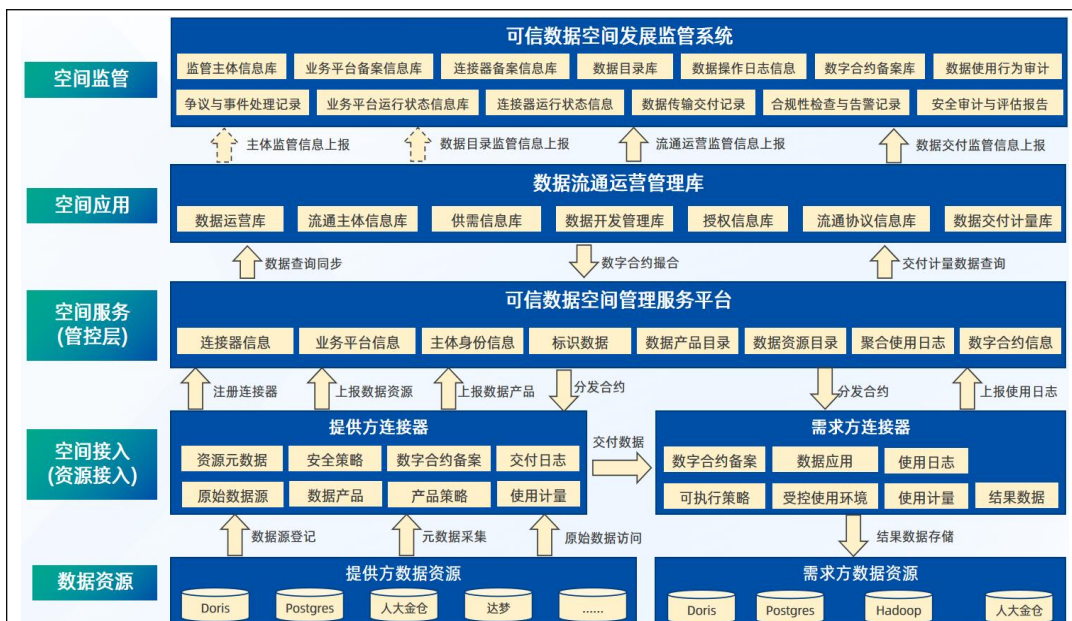 可信数据空间发展监管系统
空间监管
监管主体信息库 业务平台备案信息库 连接器备案信息库 数据目录库 数据操作日志信息 数字合约备案库 数据使用行为审计
争议与事件处理记录 业务平台运行状态信息库 连接器运行状态信息 数据传输交付记录 合规性检查与告警记录 安全审计与评估报告
主体监管信息上报 数据目录监管信息上报 流通运营监管信息上报 数据交付监管信息上报
空间应用
数据流通运营管理库
数据运营库 流通主体信息库 供需信息库 数据开发管理库 授权信息库 流通协议信息库 数据交付计量库
数据查询同步 数字合约撮合 交付计量数据查询
空间服务
(管控层)
可信数据空间管理服务平台
连接器信息 业务平台信息 主体身份信息 标识数据 数据产品目录 数据资源目录 聚合使用日志 数字合约信息
注册连接器 上报数据资源 上报数据产品 分发合约 分发合约 上报使用日志
空间接入
(资源接入)
提供方连接器
资源元数据 安全策略 数字合约备案 交付日志
原始数据源 数据产品 产品策略 使用计量
交付数据
需求方连接器
数字合约备案 数据应用 使用日志
可执行策略 受控使用环境 使用计量 结果数据
数据源登记 元数据采集 原始数据访问 结果数据存储
数据资源
提供方数据资源
Doris Postgres 人大金仓 达梦 ......
需求方数据资源
Doris Postgres Hadoop 人大金仓